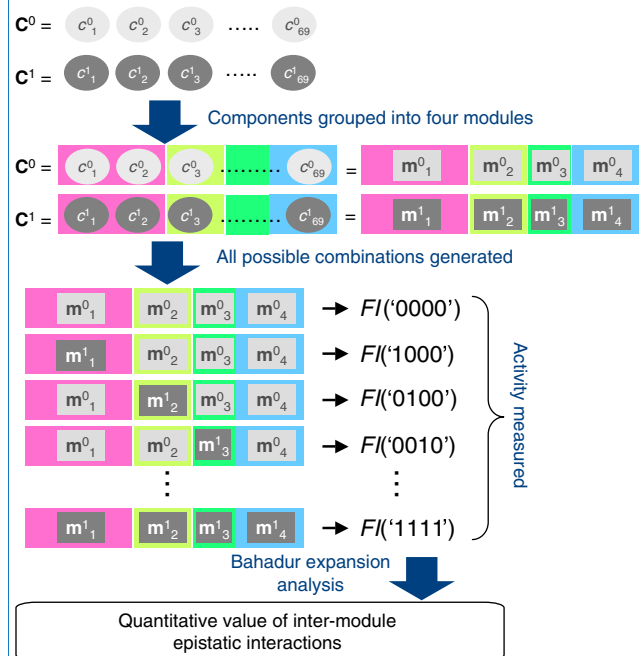 C⁰ = c⁰₁ c⁰₂ c⁰₃ ..... c⁰₆₉
C¹ = c¹₁ c¹₂ c¹₃ ..... c¹₆₉
Components grouped into four modules
C⁰ = c⁰₁ c⁰₂ c⁰₃ ......... c⁰₆₉ = m⁰₁ m⁰₂ m⁰₃ m⁰₄
C¹ = c¹₁ c¹₂ c¹₃ ......... c¹₆₉ = m¹₁ m¹₂ m¹₃ m¹₄
All possible combinations generated
m⁰₁ m⁰₂ m⁰₃ m⁰₄ → FI(‘0000’)
m¹₁ m⁰₂ m⁰₃ m⁰₄ → FI(‘1000’)
m⁰₁ m¹₂ m⁰₃ m⁰₄ → FI(‘0100’)
m⁰₁ m⁰₂ m¹₃ m⁰₄ → FI(‘0010’)
⋮ ⋮
m¹₁ m¹₂ m¹₃ m¹₄ → FI(‘1111’)
Activity measured
Bahadur expansion
analysis
Quantitative value of inter-module
epistatic interactions